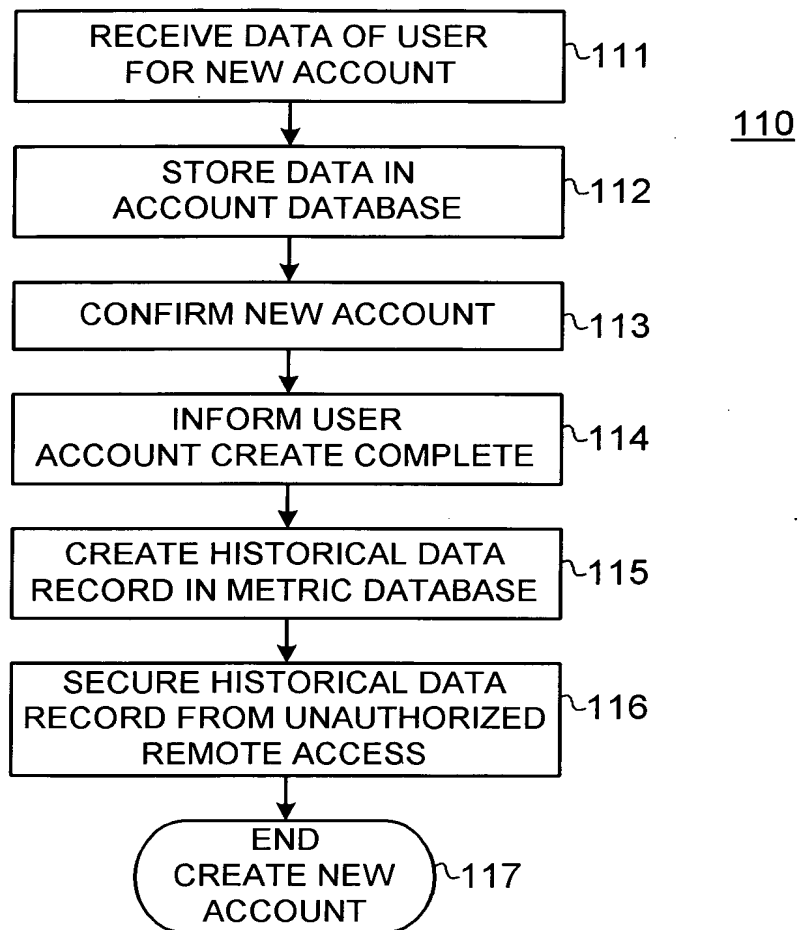 RECEIVE DATA OF USER
FOR NEW ACCOUNT
111
110
STORE DATA IN
ACCOUNT DATABASE
112
CONFIRM NEW ACCOUNT
113
INFORM USER
ACCOUNT CREATE COMPLETE
114
CREATE HISTORICAL DATA
RECORD IN METRIC DATABASE
115
SECURE HISTORICAL DATA
RECORD FROM UNAUTHORIZED
REMOTE ACCESS
116
END
CREATE NEW
ACCOUNT
117